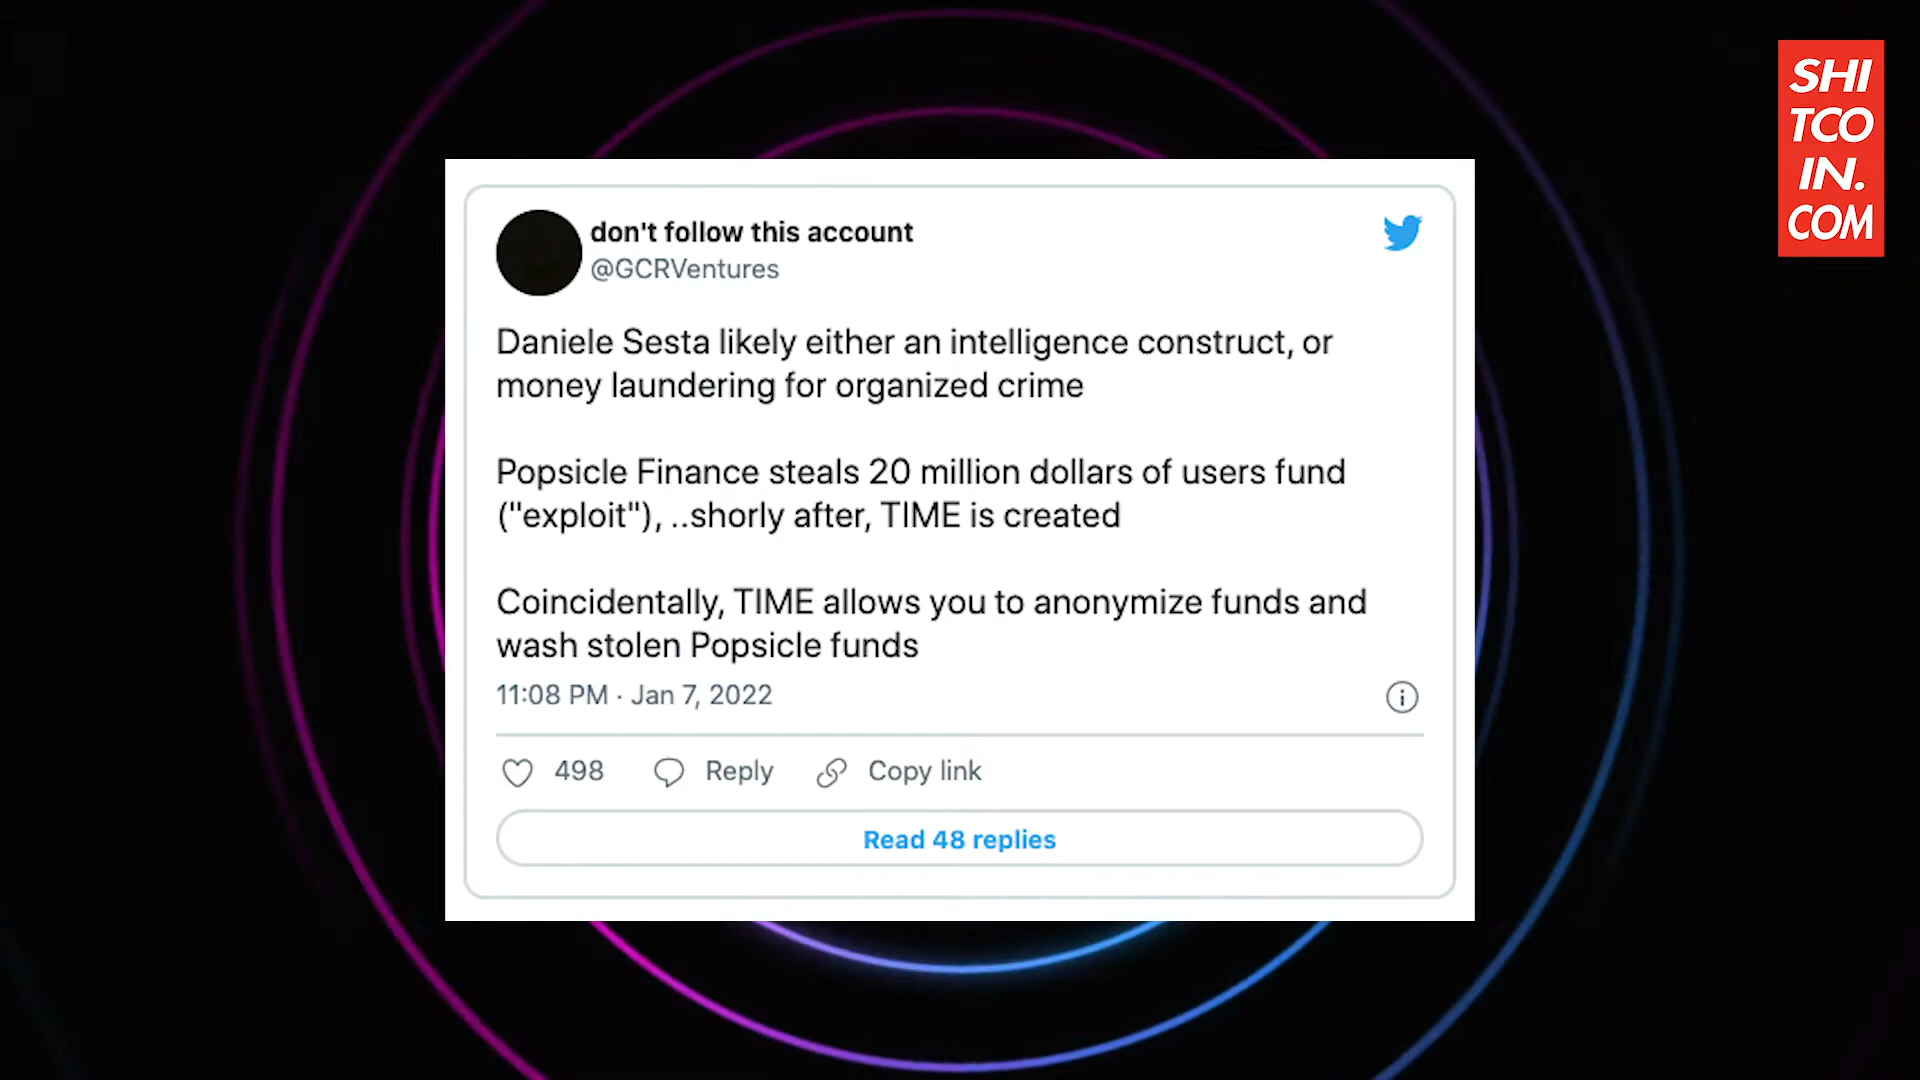 SHI
TCO
IN.
COM
don't follow this account
@GCRVentures
Daniele Sesta likely either an intelligence construct, or
money laundering for organized crime
Popsicle Finance steals 20 million dollars of users fund
("exploit"), ..shorly after, TIME is created
Coincidentally, TIME allows you to anonymize funds and
wash stolen Popsicle funds
11:08 PM · Jan 7, 2022
498 Reply Copy link
Read 48 replies